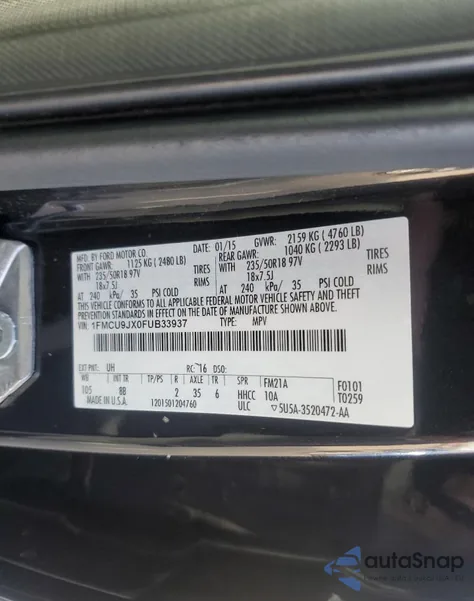 MFD. BY FORD MOTOR CO. 01/15 GVWR: 2159 KG ( 4760 LB)
FRONT GAWR: 1125 KG ( 2480 LB) REAR GAWR: 1040 KG ( 2293 LB)
WITH 235/50R18 97V TIRES WITH 235/50R18 97V TIRES
18x7.5J RIMS 18x7.5J RIMS
AT 240 kPa/ 35 PSI COLD AT 240 kPa/ 35 PSI COLD
THIS VEHICLE CONFORMS TO ALL APPLICABLE FEDERAL MOTOR VEHICLE SAFETY AND THEFT
PREVENTION STANDARDS IN EFFECT ON THE DATE OF MANUFACTURE SHOWN ABOVE.
VIN: 1FMCU9JX0FUB33937 TYPE: MPV
EXT PNT: UH RC: 76 DSO:
WB INT TR TP/PS R AXLE TR SPR FM21A F0101
105 8B 2 35 6 HHCC 10A T0259
MADE IN U.S.A. 1201501204760 ULC 5U5A-3520472-AA
autoSnap